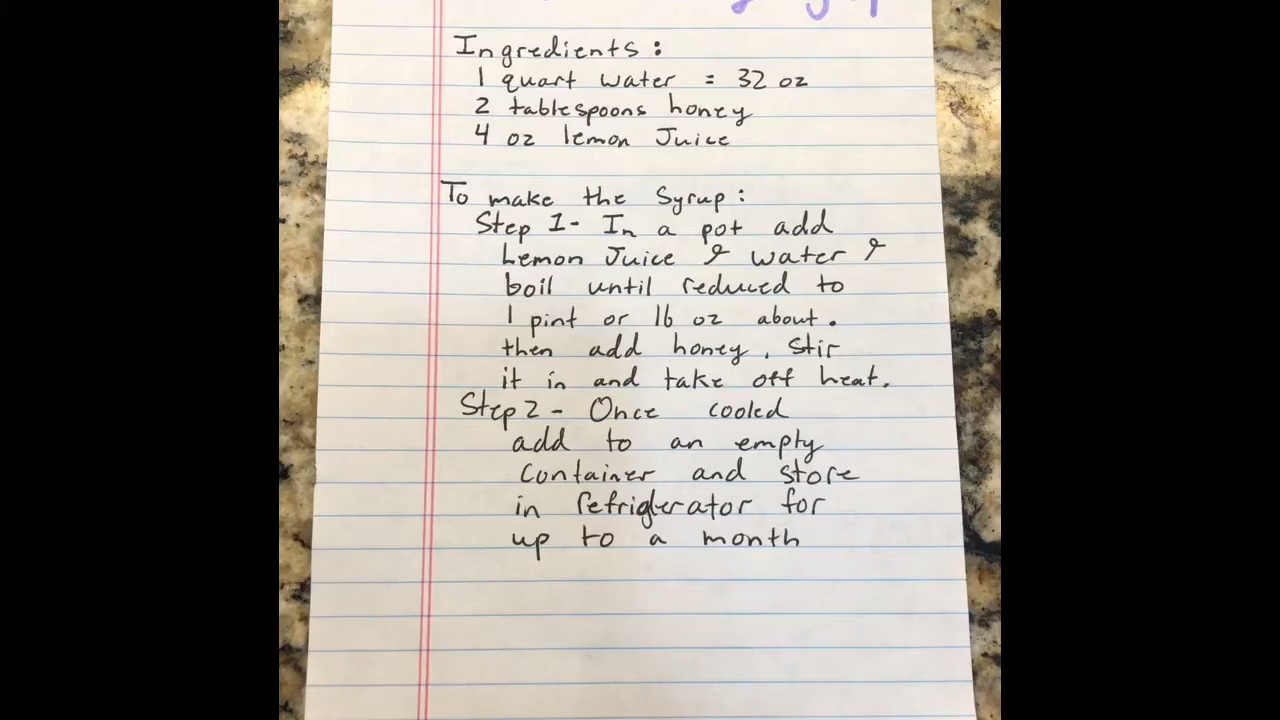 Ingredients:
1 quart water = 32 oz
2 tablespoons honey
4 oz lemon Juice
To make the Syrup:
Step 1- In a pot add
Lemon Juice & water &
boil until reduced to
1 pint or 16 oz about.
then add honey, stir
it in and take off heat.
Step 2- Once cooled
add to an empty
container and store
in refrigerator for
up to a month